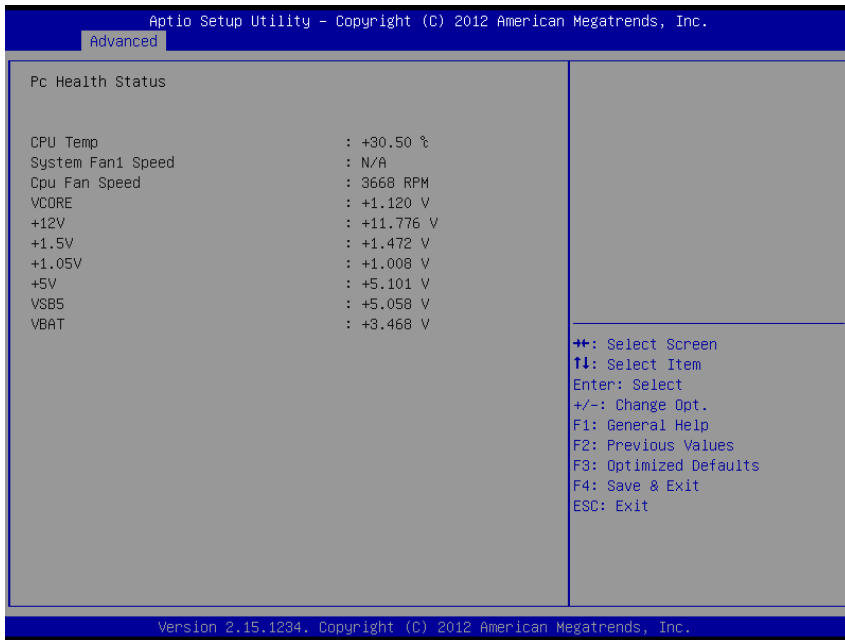 Aptio Setup Utility – Copyright (C) 2012 American Megatrends, Inc.
Advanced
Pc Health Status
CPU Temp : +30.50 ℃
System Fan1 Speed : N/A
Cpu Fan Speed : 3668 RPM
VCORE : +1.120 V
+12V : +11.776 V
+1.5V : +1.472 V
+1.05V : +1.008 V
+5V : +5.101 V
VSB5 : +5.058 V
VBAT : +3.468 V
→←: Select Screen
↑↓: Select Item
Enter: Select
+/-: Change Opt.
F1: General Help
F2: Previous Values
F3: Optimized Defaults
F4: Save & Exit
ESC: Exit
Version 2.15.1234. Copyright (C) 2012 American Megatrends, Inc.